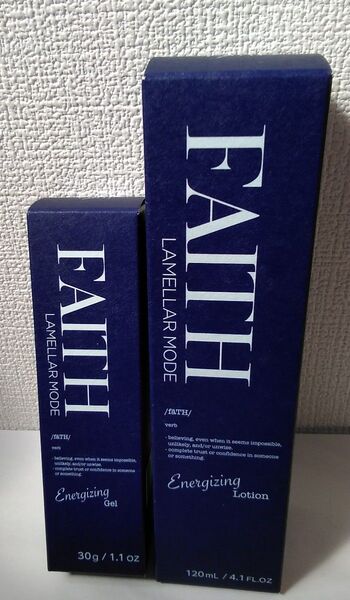 FAITH
LAMELLAR MODE
/fāTH/
verb
- believing, even when it seems impossible,
unlikely, and/or unwise.
- complete trust or confidence in someone
or something.
Energizing
Gel
30g / 1.1 OZ
FAITH
LAMELLAR MODE
/fāTH/
verb
- believing, even when it seems impossible,
unlikely, and/or unwise.
- complete trust or confidence in someone
or something.
Energizing
Lotion
120mL / 4.1 FL.OZ